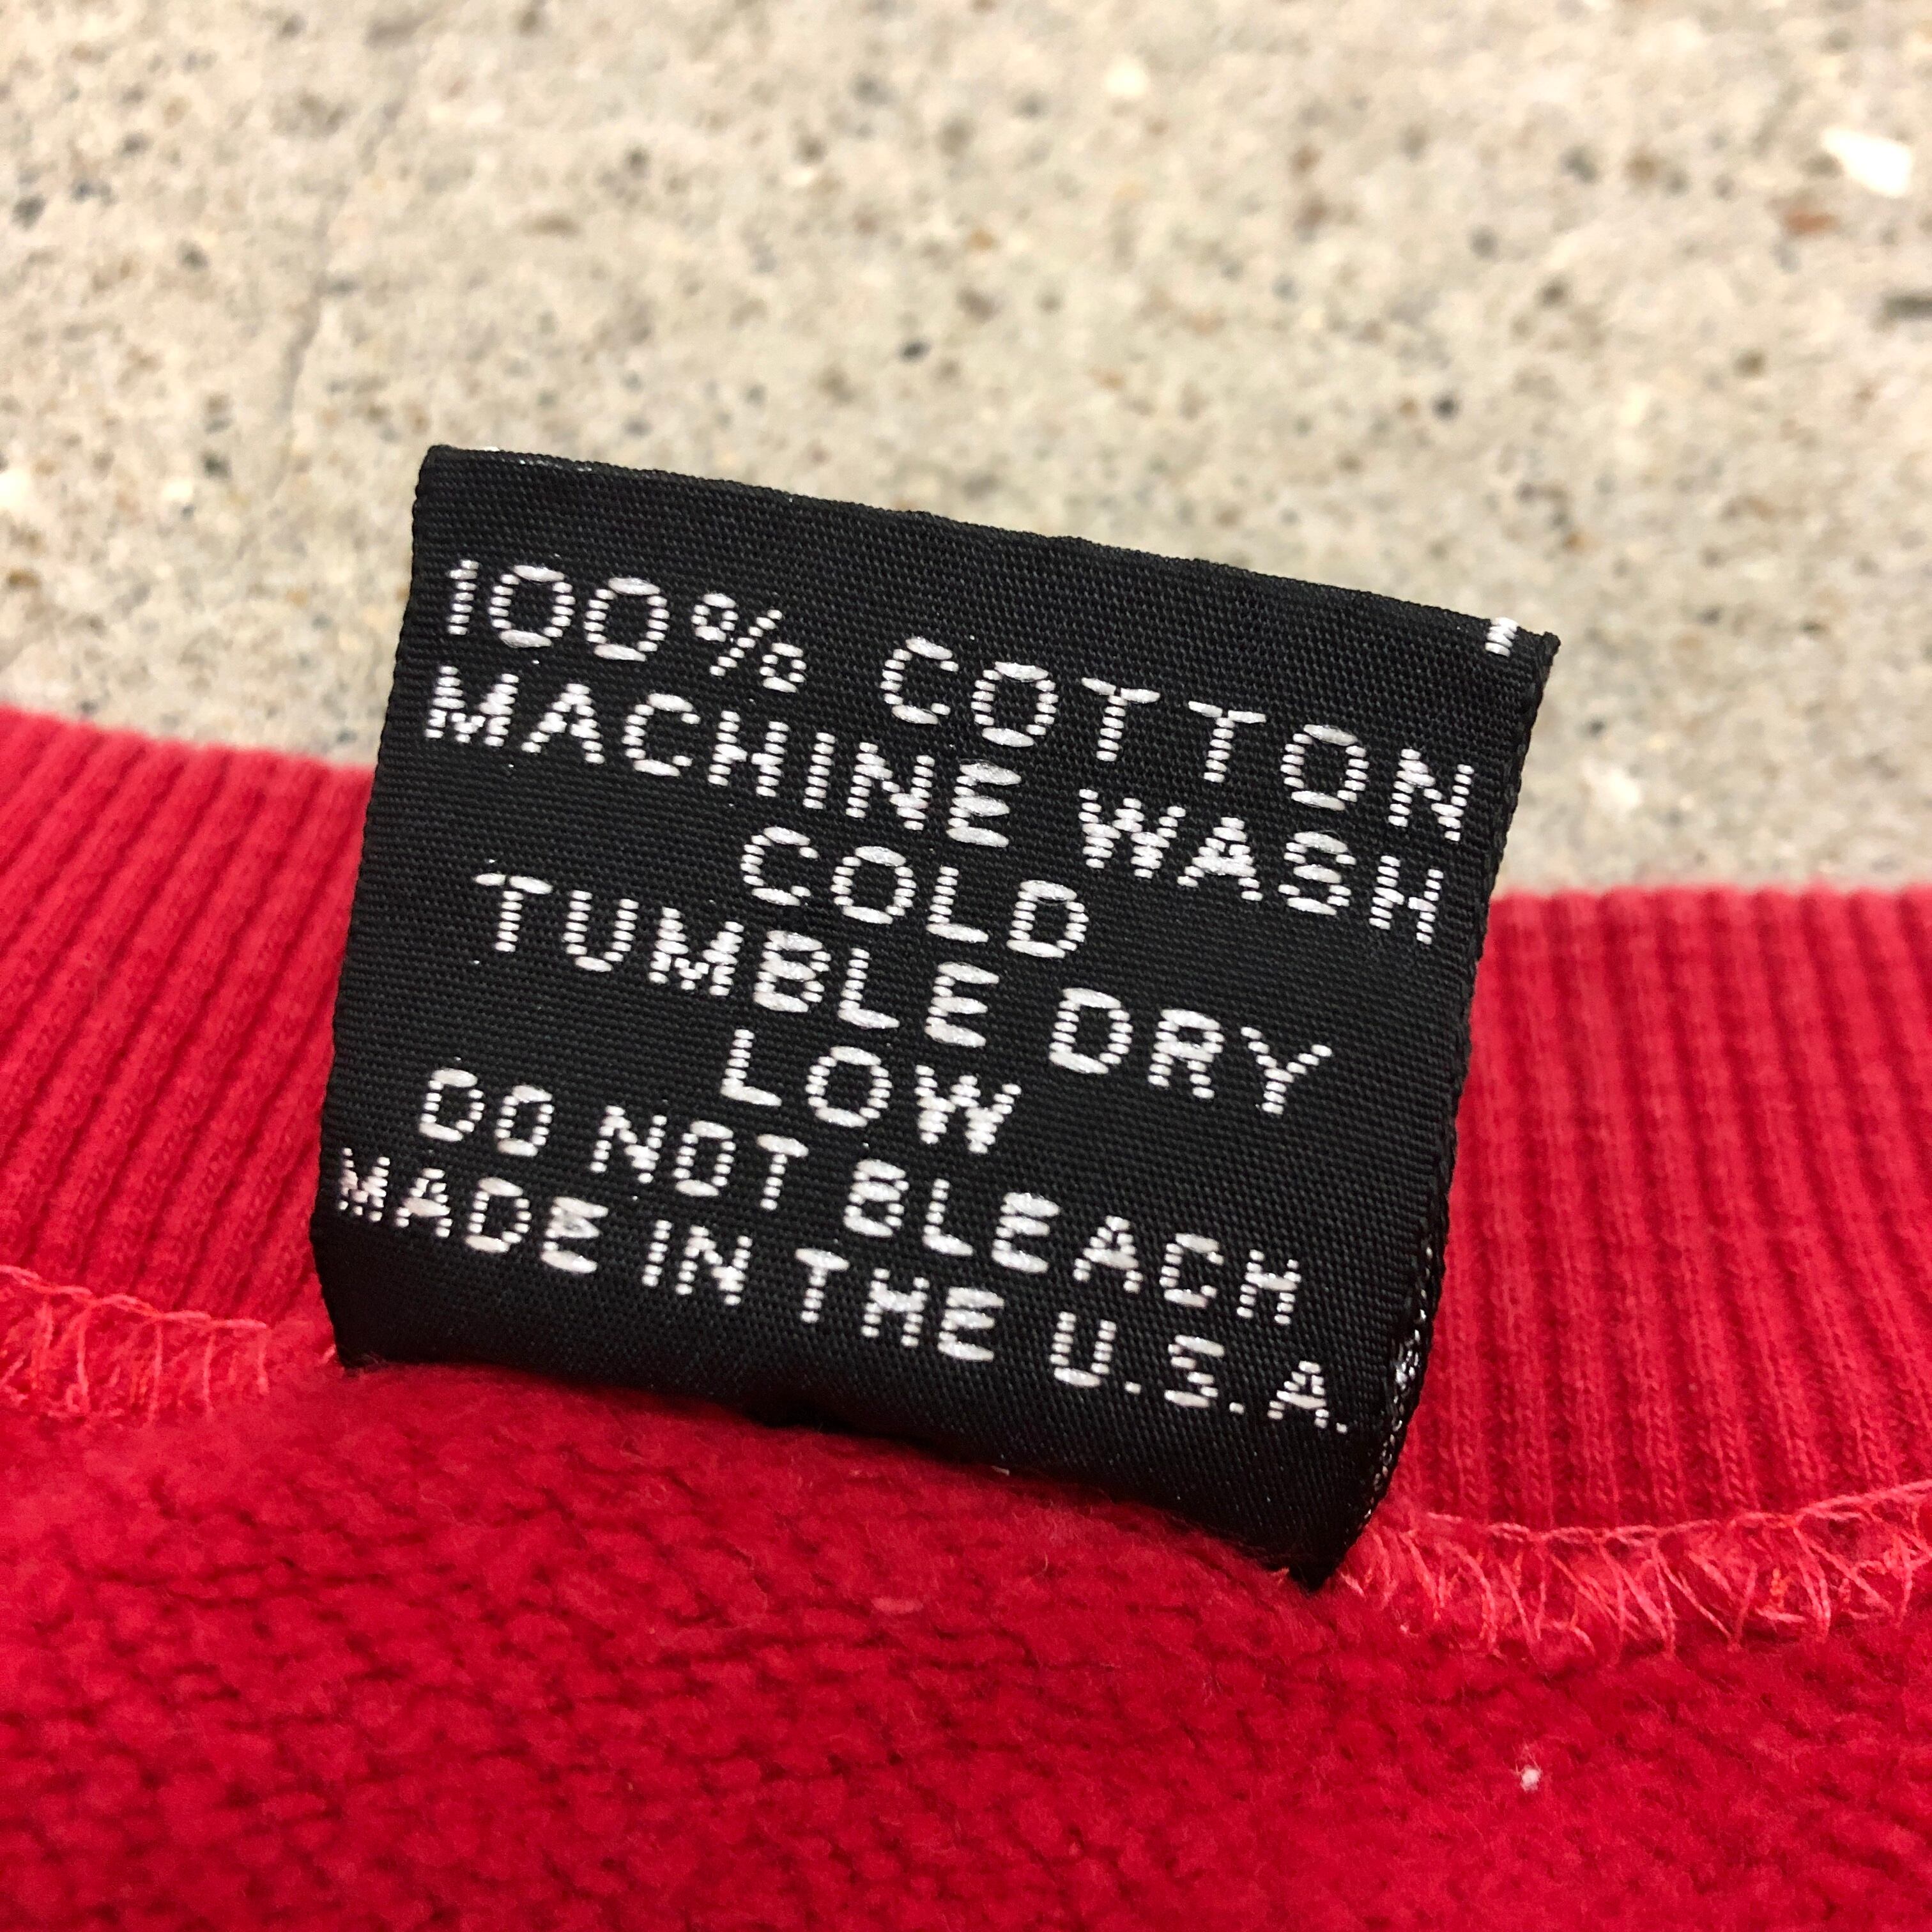 100% COTTON
MACHINE WASH
COLD
TUMBLE DRY
LOW
DO NOT BLEACH
MADE IN THE U.S.A.